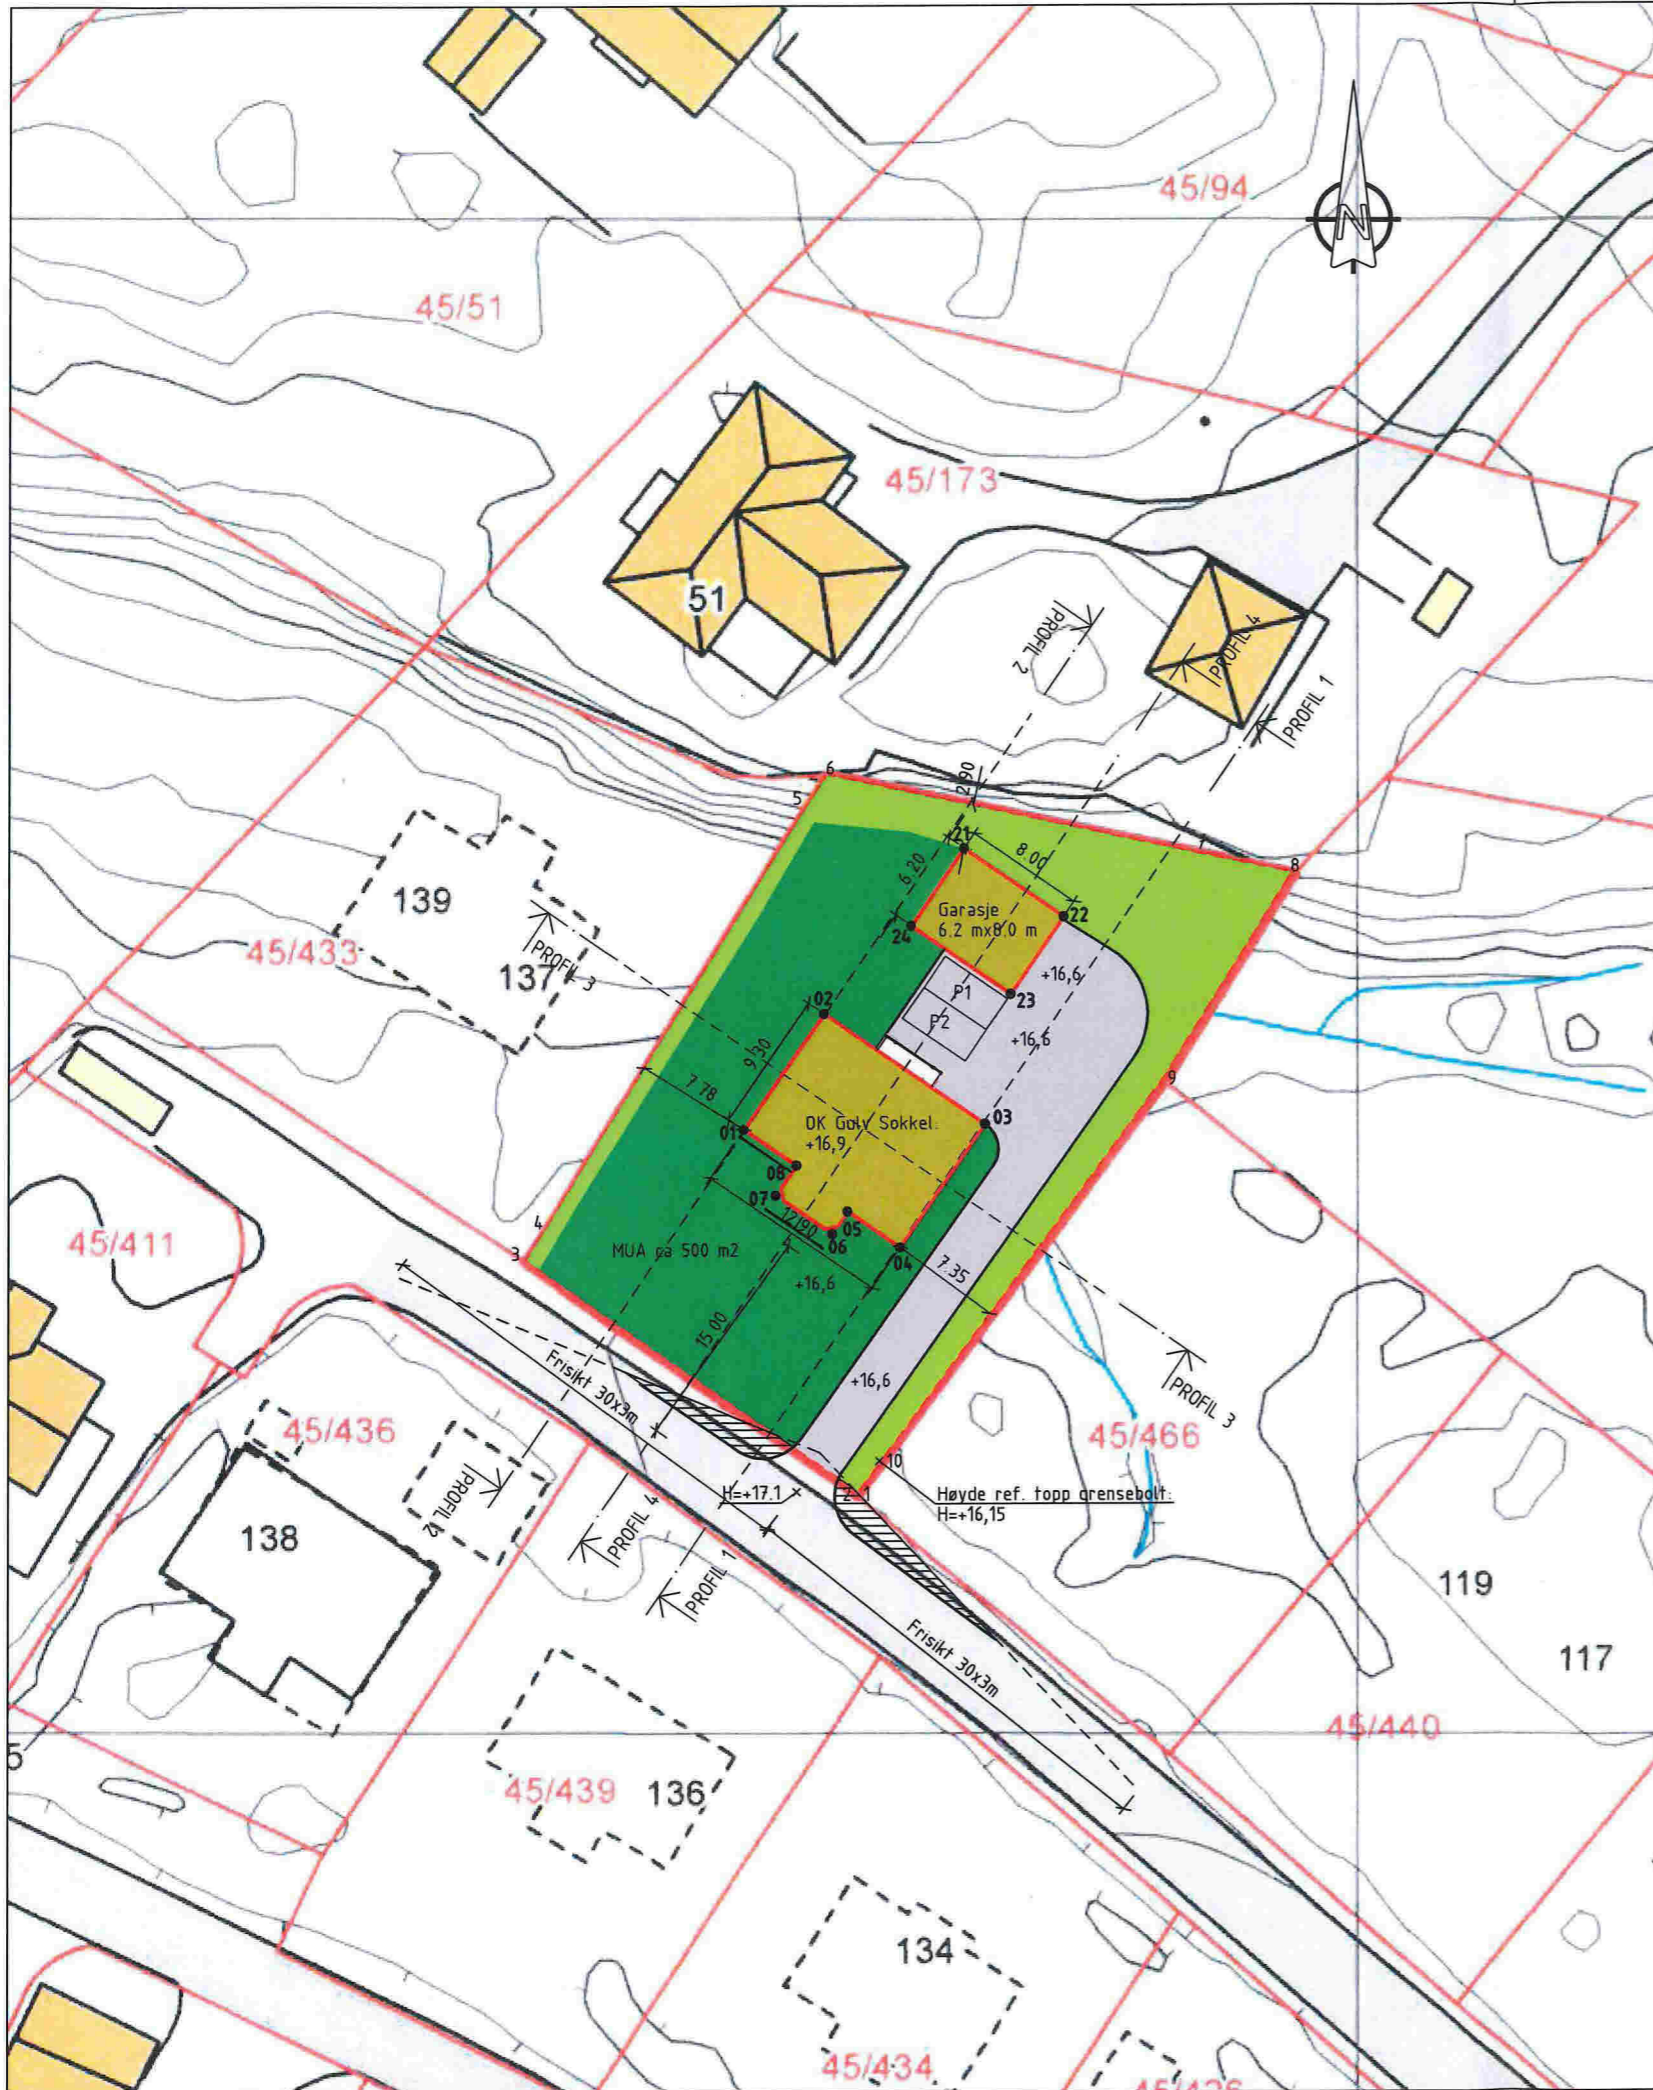 45/94
N
45/51
45/173
51
PROFIL 2
PROFIL 4
PROFIL 1
6
2.90
5
21
8.00
8
6.20
139
Garasje
6.2 mx8.0 m
22
24
45/433
PROFIL 3
137
+16,6
P1
23
02
P2
+16,6
9.30
7.78
9
03
01
OK Gulv Sokkel:
+16,9
08
07
12.90
05
06
4
45/411
3
MUA ca 500 m2
04
7.35
+16,6
15.00
Frisikt 30x3m
+16,6
PROFIL 3
45/436
45/466
10
PROFIL 2
H=+17.1
2
1
Høyde ref. topp grensebolt:
H=+16,15
138
PROFIL 4
PROFIL 1
119
Frisikt 30x3m
117
45/440
5
45/439
136
134
45/434